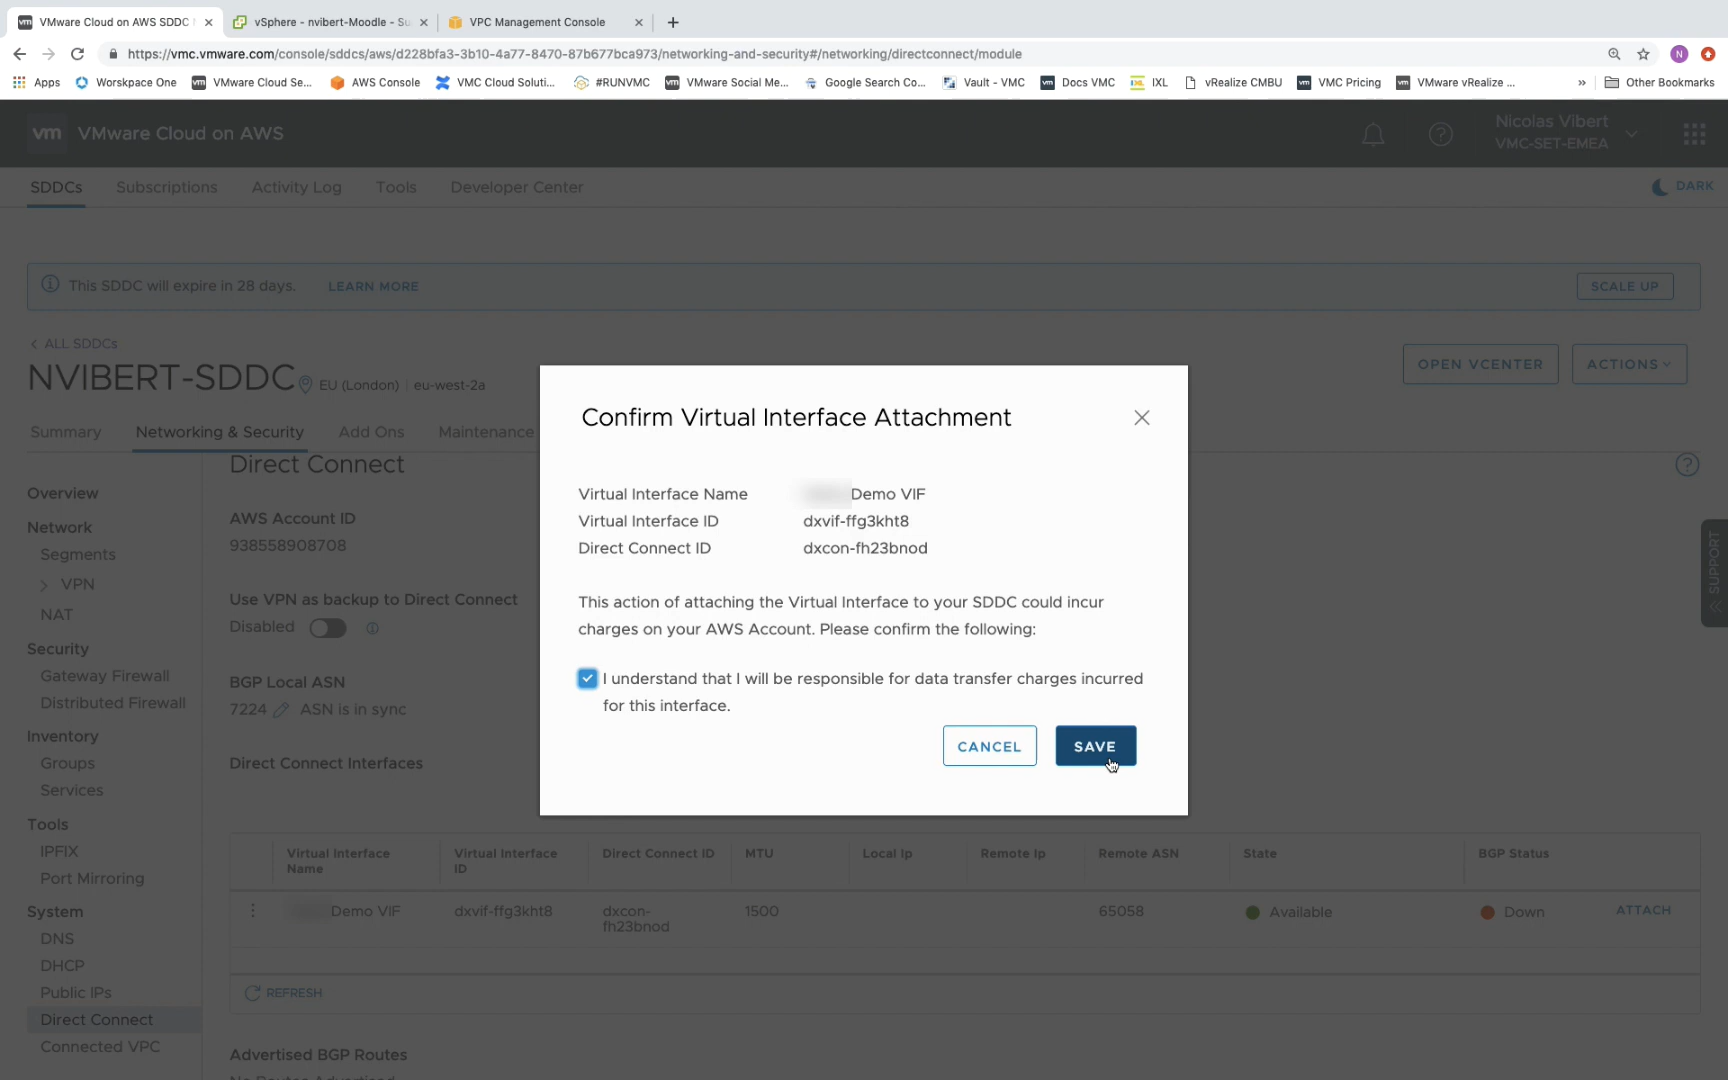 VMware Cloud on AWS SDDC
vSphere - nvibert-Moodle - Su
VPC Management Console
https://vmc.vmware.com/console/sddcs/aws/d228bfa3-3b10-4a77-8470-87b677bca973/networking-and-security#/networking/directconnect/module
N
Apps
Worskpace One
VMware Cloud Se...
AWS Console
VMC Cloud Soluti...
#RUNVMC
VMware Social Me...
Google Search Co...
Vault - VMC
Docs VMC
IXL
vRealize CMBU
VMC Pricing
VMware vRealize ...
»
Other Bookmarks
vm VMware Cloud on AWS
Nicolas Vibert
VMC-SET-EMEA
SDDCs Subscriptions Activity Log Tools Developer Center
DARK
This SDDC will expire in 28 days. LEARN MORE
SCALE UP
ALL SDDCs
NVIBERT-SDDC EU (London) | eu-west-2a
OPEN VCENTER
ACTIONS
Summary Networking & Security Add Ons Maintenance
Overview
Network
Segments
VPN
NAT
Security
Gateway Firewall
Distributed Firewall
Inventory
Groups
Services
Tools
IPFIX
Port Mirroring
System
DNS
DHCP
Public IPs
Direct Connect
Connected VPC
Direct Connect
AWS Account ID
938558908708
Use VPN as backup to Direct Connect
Disabled
BGP Local ASN
7224 ASN is in sync
Direct Connect Interfaces
Confirm Virtual Interface Attachment
Virtual Interface Name Demo VIF
Virtual Interface ID dxvif-ffg3kht8
Direct Connect ID dxcon-fh23bnod
This action of attaching the Virtual Interface to your SDDC could incur
charges on your AWS Account. Please confirm the following:
I understand that I will be responsible for data transfer charges incurred
for this interface.
CANCEL
SAVE
SUPPORT
Virtual Interface Direct Connect ID MTU Local Ip Remote Ip Remote ASN State BGP Status
Name
Virtual Interface
ID
Demo VIF dxvif-ffg3kht8 dxcon- 1500 65058 Available Down ATTACH
fh23bnod
REFRESH
Advertised BGP Routes
No Routes Advertised